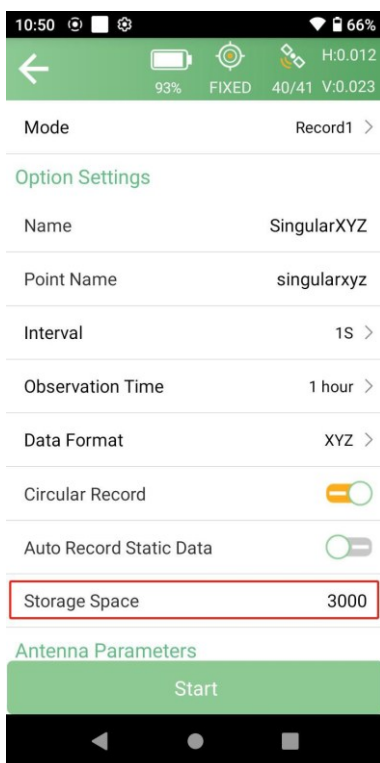 10:50 66%
H:0.012
93% FIXED 40/41 V:0.023
Mode Record1 >
Option Settings
Name SingularXYZ
Point Name singularxyz
Interval 1S >
Observation Time 1 hour >
Data Format XYZ >
Circular Record
Auto Record Static Data
Storage Space 3000
Antenna Parameters
Start